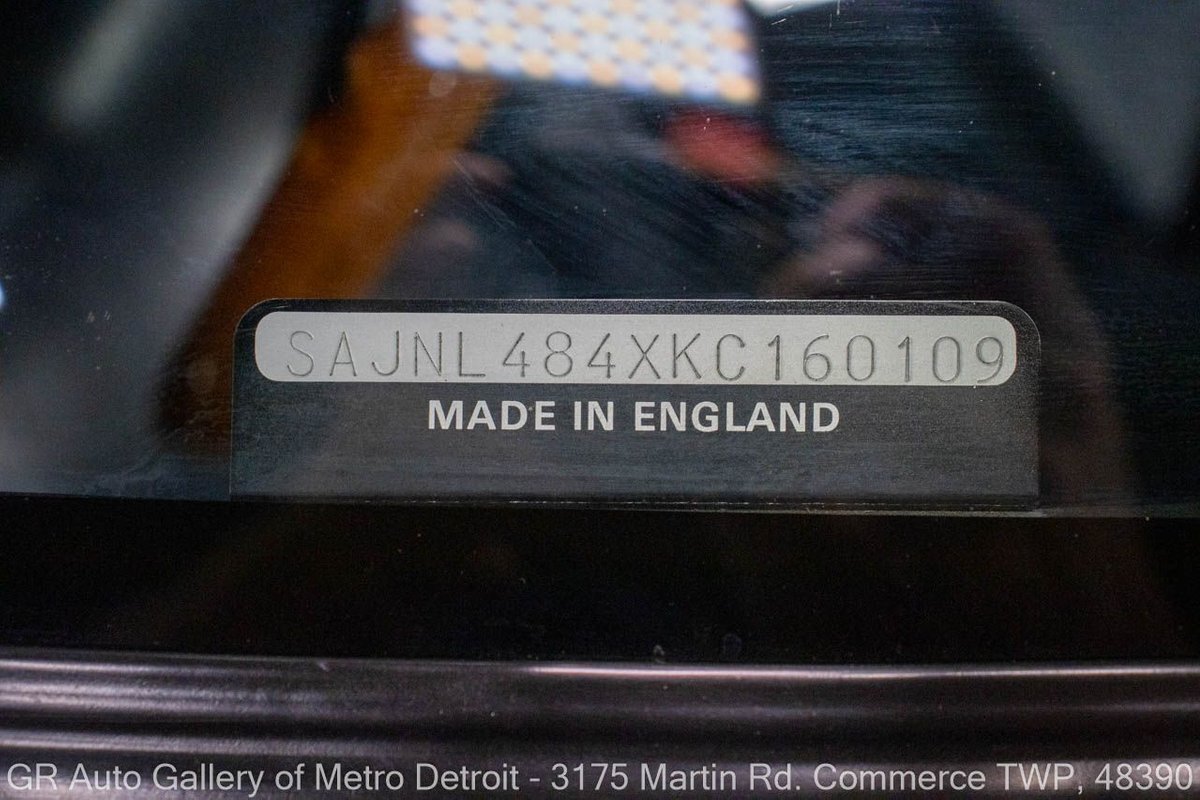 SAJNL484XKC160109
MADE IN ENGLAND
GR Auto Gallery of Metro Detroit - 3175 Martin Rd. Commerce TWP, 48390